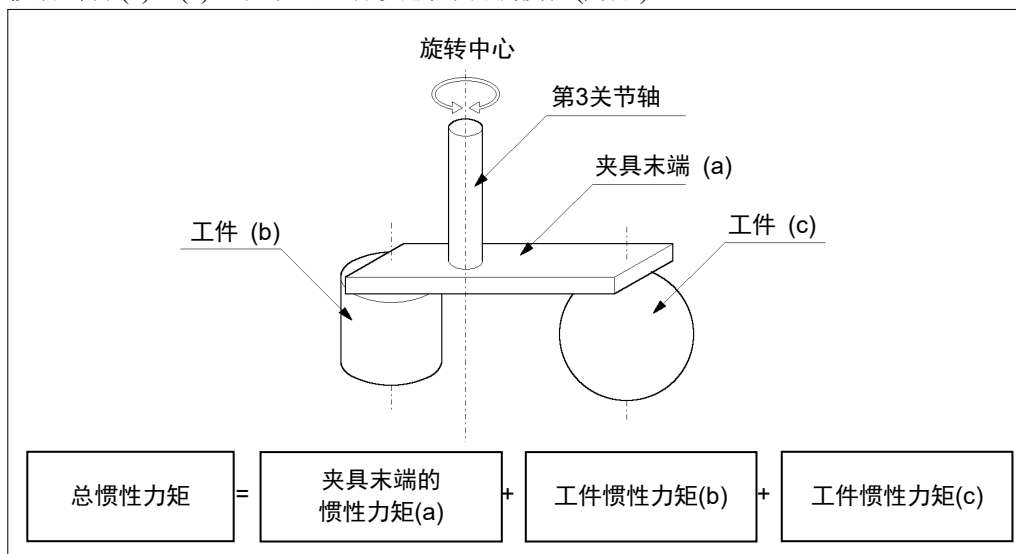 旋转中心
第3关节轴
夹具末端 (a)
工件 (b)
工件 (c)
总惯性力矩
=
夹具末端的
惯性力矩(a)
+
工件惯性力矩(b)
+
工件惯性力矩(c)